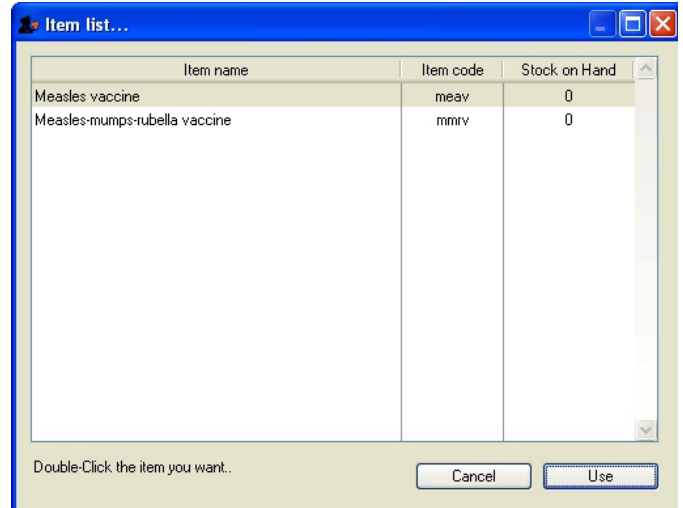 Item list...
Item name Item code Stock on Hand
Measles vaccine meav 0
Measles-mumps-rubella vaccine mmrv 0
Double-Click the item you want..
Cancel Use